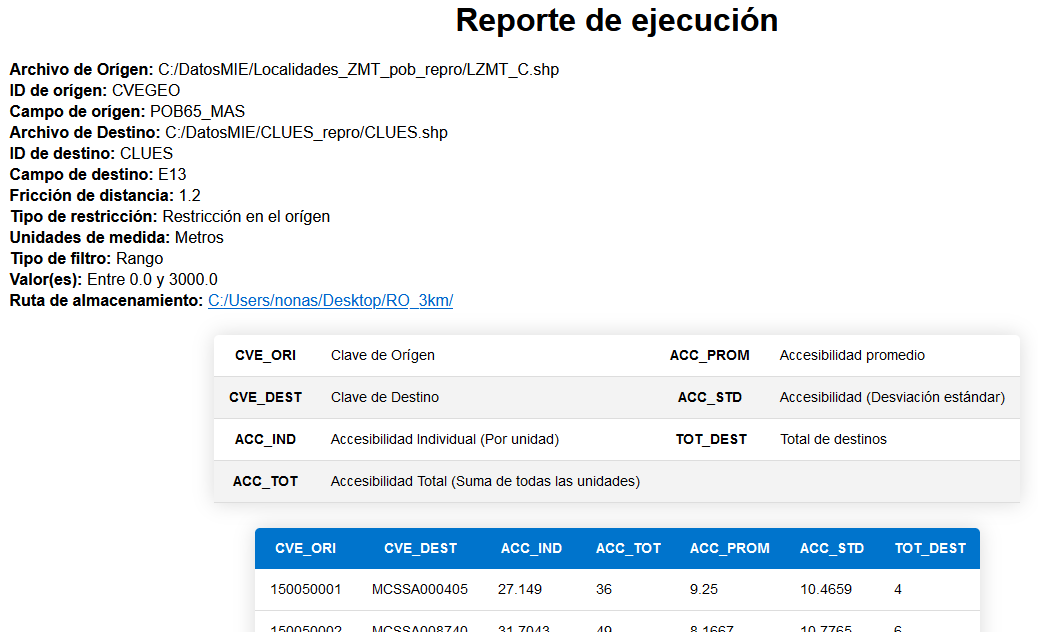 Reporte de ejecución
Archivo de Orígen: C:/DatosMIE/Localidades_ZMT_pob_repro/LZMT_C.shp
ID de orígen: CVEGEO
Campo de orígen: POB65_MAS
Archivo de Destino: C:/DatosMIE/CLUES_repro/CLUES.shp
ID de destino: CLUES
Campo de destino: E13
Fricción de distancia: 1.2
Tipo de restricción: Restricción en el orígen
Unidades de medida: Metros
Tipo de filtro: Rango
Valor(es): Entre 0.0 y 3000.0
Ruta de almacenamiento: C:/Users/nonas/Desktop/RO_3km/
CVE_ORI Clave de Orígen ACC_PROM Accesibilidad promedio
CVE_DEST Clave de Destino ACC_STD Accesibilidad (Desviación estándar)
ACC_IND Accesibilidad Individual (Por unidad) TOT_DEST Total de destinos
ACC_TOT Accesibilidad Total (Suma de todas las unidades)
CVE_ORI CVE_DEST ACC_IND ACC_TOT ACC_PROM ACC_STD TOT_DEST
150050001 MCSSA000405 27.149 36 9.25 10.4659 4
150050002 MCSSA008740 31.7043 49 8.1667 10.7765 6